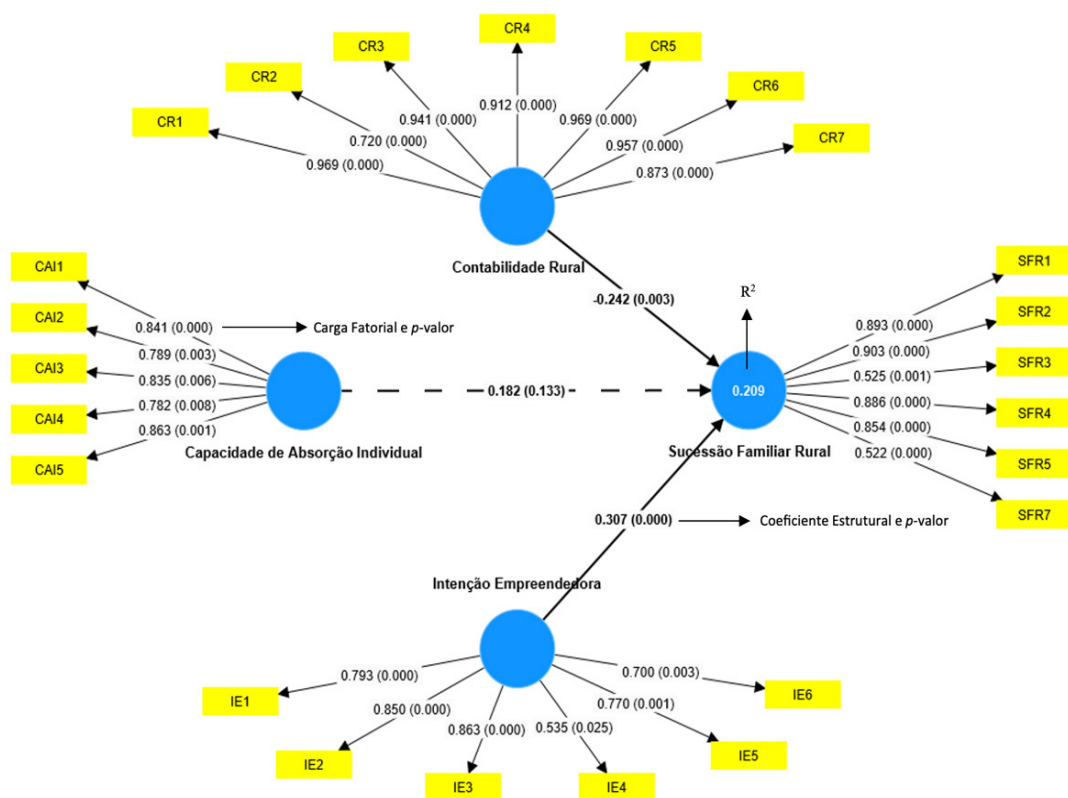 CR4
CR3
CR5
CR2
CR6
CR1
CR7
0.912 (0.000)
0.941 (0.000)
0.969 (0.000)
0.720 (0.000)
0.957 (0.000)
0.969 (0.000)
0.873 (0.000)
Contabilidade Rural
-0.242 (0.003)
CAI1
CAI2
CAI3
CAI4
CAI5
0.841 (0.000)
0.789 (0.003)
0.835 (0.006)
0.782 (0.008)
0.863 (0.001)
Carga Fatorial e p-valor
Capacidade de Absorção Individual
0.182 (0.133)
R²
0.209
Sucessão Familiar Rural
SFR1
SFR2
SFR3
SFR4
SFR5
SFR7
0.893 (0.000)
0.903 (0.000)
0.525 (0.001)
0.886 (0.000)
0.854 (0.000)
0.522 (0.000)
0.307 (0.000)
Coeficiente Estrutural e p-valor
Intenção Empreendedora
0.793 (0.000)
0.850 (0.000)
0.863 (0.000)
0.535 (0.025)
0.770 (0.001)
0.700 (0.003)
IE1
IE2
IE3
IE4
IE5
IE6